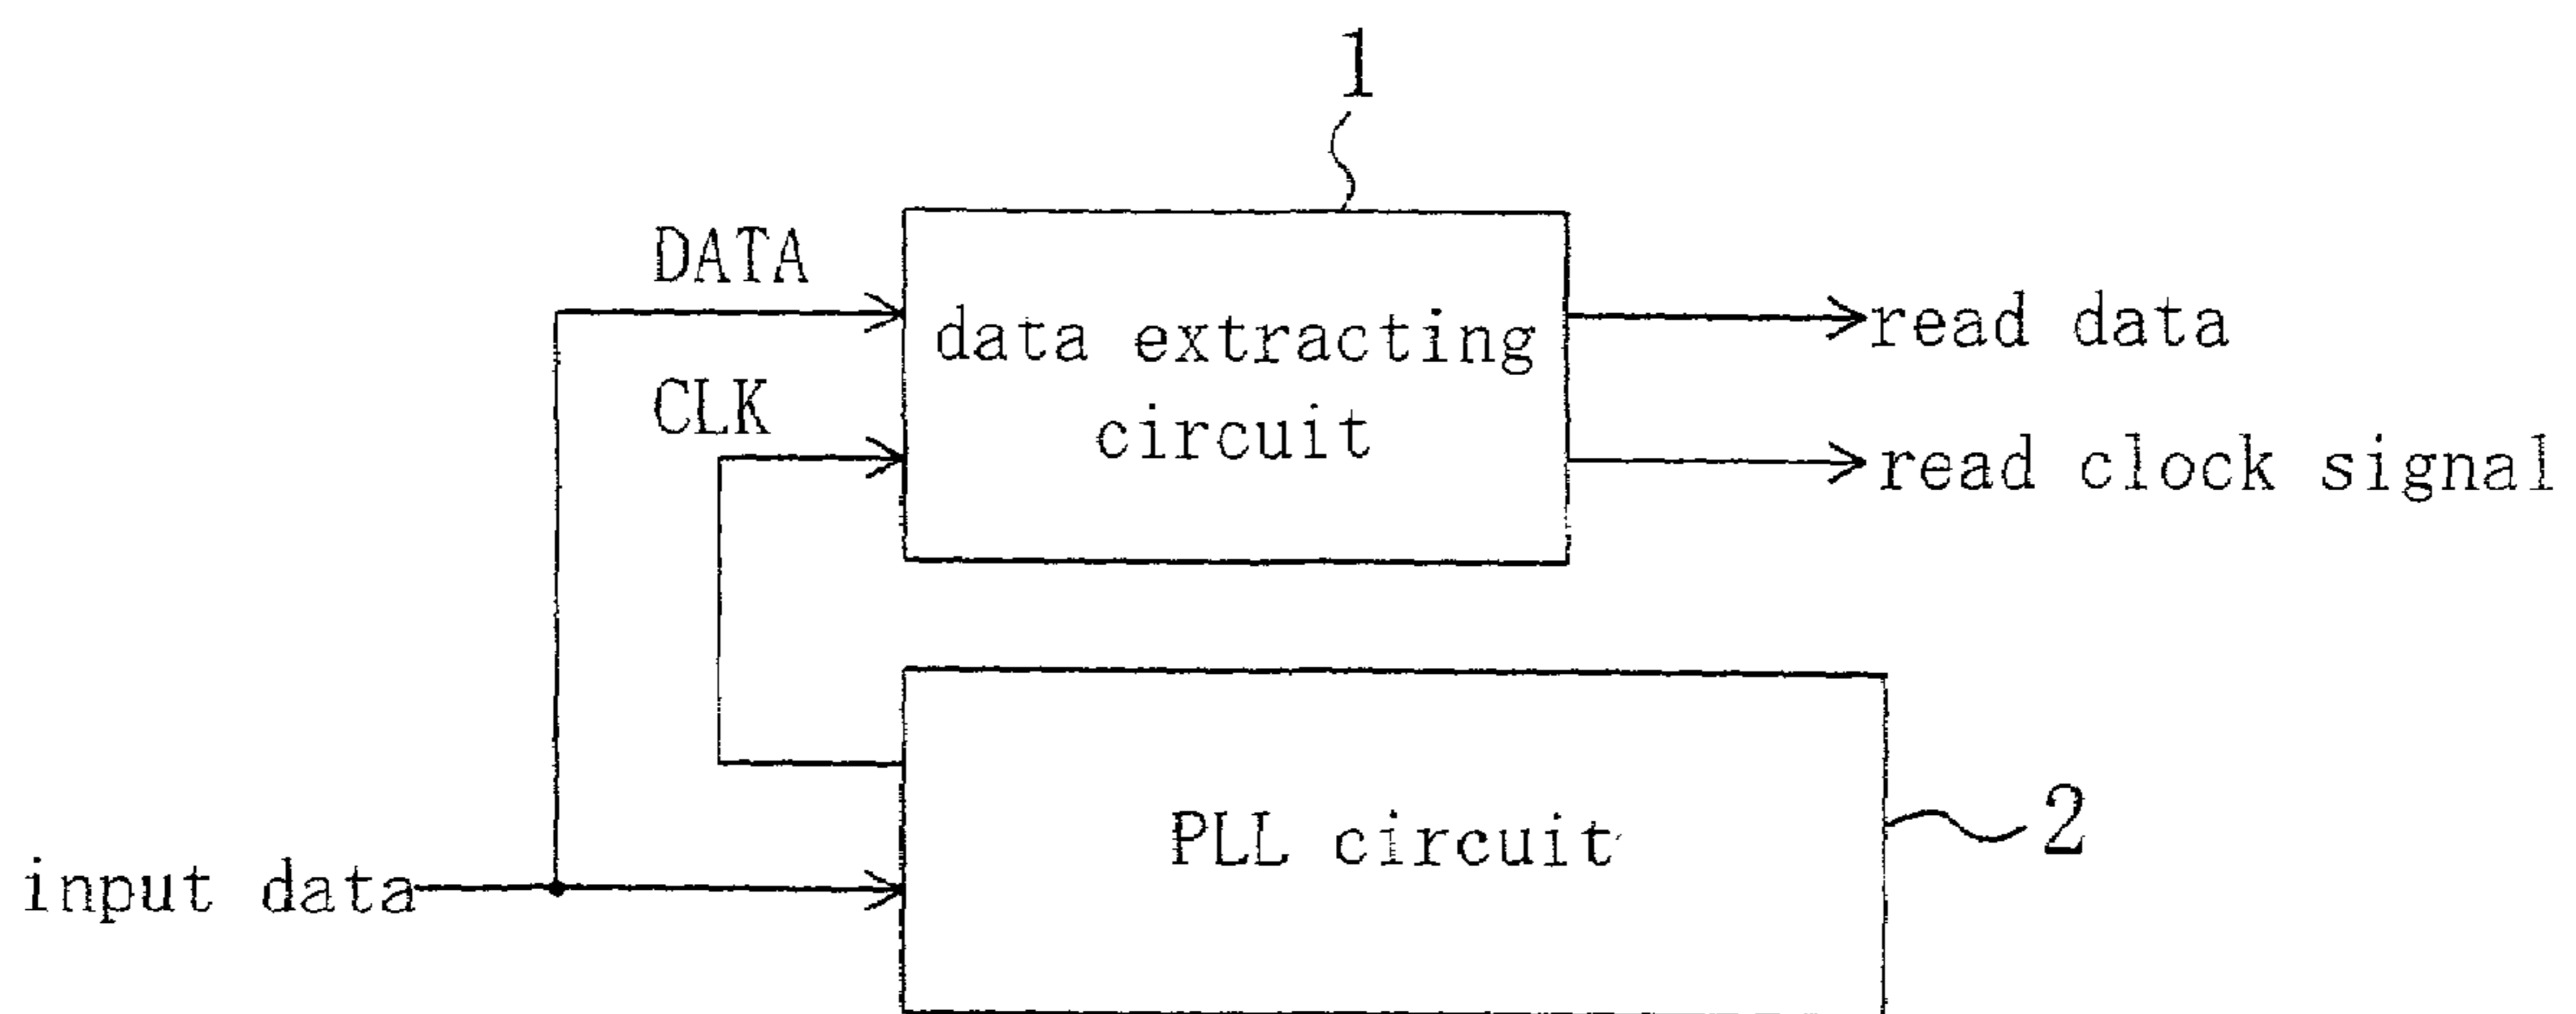 1
DATA
data extracting
circuit
read data
CLK
read clock signal
PLL circuit
2
input data